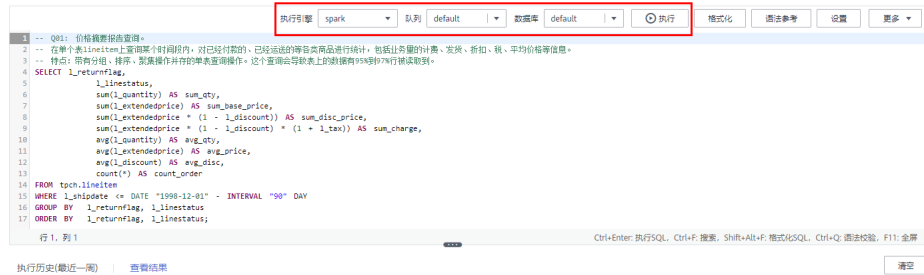 执行引擎 spark 队列 default 数据库 default 执行 格式化 语法参考 设置 更多
1 -- Q01: 价格摘要报告查询。
2 -- 在单个表lineitem上查询某个时间段内，对已经付款的、已经运送的等各类商品进行统计，包括业务量的计费、发货、折扣、税、平均价格等信息。
3 -- 特点：带有分组、排序、聚集操作并存的单表查询操作。这个查询会导致表上的数据有95%到97%行被读取到。
4 SELECT l_returnflag,
5 l_linestatus,
6 sum(l_quantity) AS sum_qty,
7 sum(l_extendedprice) AS sum_base_price,
8 sum(l_extendedprice * (1 - l_discount)) AS sum_disc_price,
9 sum(l_extendedprice * (1 - l_discount) * (1 + l_tax)) AS sum_charge,
10 avg(l_quantity) AS avg_qty,
11 avg(l_extendedprice) AS avg_price,
12 avg(l_discount) AS avg_disc,
13 count(*) AS count_order
14 FROM tpch.lineitem
15 WHERE l_shipdate <= DATE "1998-12-01" - INTERVAL "90" DAY
16 GROUP BY l_returnflag, l_linestatus
17 ORDER BY l_returnflag, l_linestatus;
行 1, 列 1 Ctrl+Enter: 执行SQL, Ctrl+F: 搜索, Shift+Alt+F: 格式化SQL, Ctrl+Q: 语法校验, F11: 全屏
执行历史(最近一周) 查看结果 清空